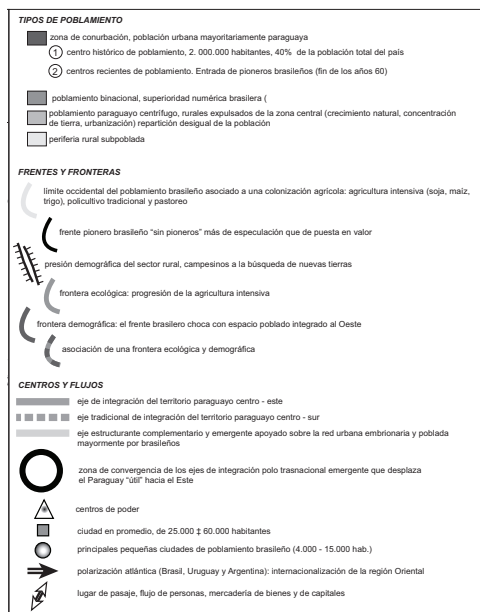 TIPOS DE POBLAMIENTO
zona de conurbación, población urbana mayoritariamente paraguaya
1 centro histórico de poblamiento, 2. 000.000 habitantes, 40% de la población total del país
2 centros recientes de poblamiento. Entrada de pioneros brasileños (fin de los años 60)
poblamiento binacional, superioridad numérica brasilera (
poblamiento paraguayo centrífugo, rurales expulsados de la zona central (crecimiento natural, concentración
de tierra, urbanización) repartición desigual de la población
periferia rural subpoblada
FRENTES Y FRONTERAS
límite occidental del poblamiento brasileño asociado a una colonización agrícola: agricultura intensiva (soja, maíz,
trigo), policultivo tradicional y pastoreo
frente pionero brasileño “sin pioneros” más de especulación que de puesta en valor
presión demográfica del sector rural, campesinos a la búsqueda de nuevas tierras
frontera ecológica: progresión de la agricultura intensiva
frontera demográfica: el frente brasilero choca con espacio poblado integrado al Oeste
asociación de una frontera ecológica y demográfica
CENTROS Y FLUJOS
eje de integración del territorio paraguayo centro - este
eje tradicional de integración del territorio paraguayo centro - sur
eje estructurante complementario y emergente apoyado sobre la red urbana embrionaria y poblada
mayormente por brasileños
zona de convergencia de los ejes de integración polo trasnacional emergente que desplaza
el Paraguay “útil” hacia el Este
centros de poder
ciudad en promedio, de 25.000 ‡ 60.000 habitantes
principales pequeñas ciudades de poblamiento brasileño (4.000 - 15.000 hab.)
polarización atlántica (Brasil, Uruguay y Argentina): internacionalización de la región Oriental
lugar de pasaje, flujo de personas, mercadería de bienes y de capitales